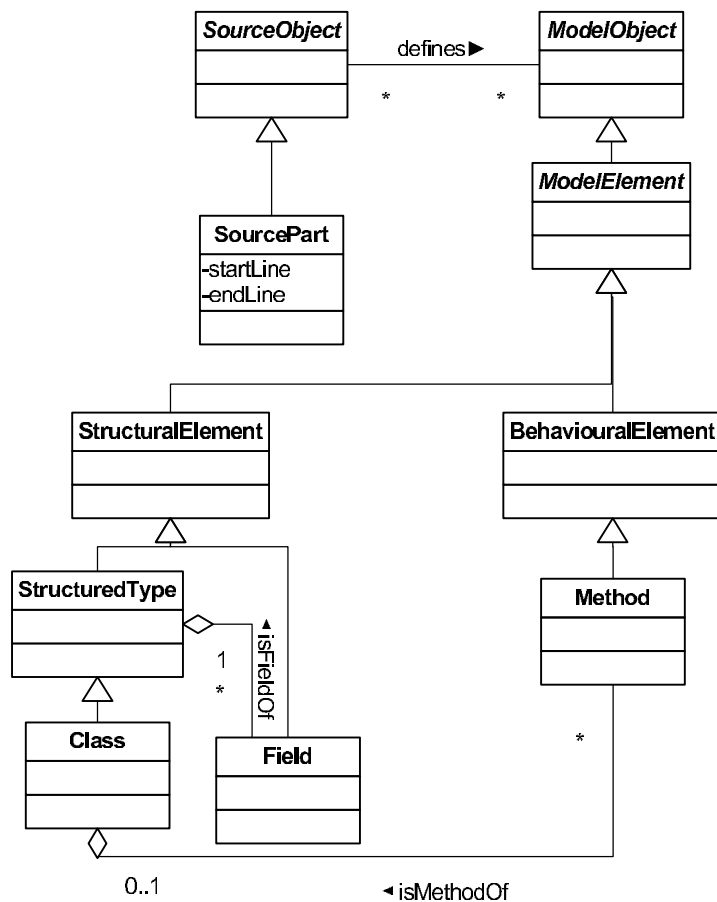 SourceObject
ModelObject
defines►
*
*
ModelElement
SourcePart
-startLine
-endLine
StructuralElement
BehaviouralElement
StructuredType
Method
◄isFieldOf
1
*
Class
Field
*
0..1
◄isMethodOf